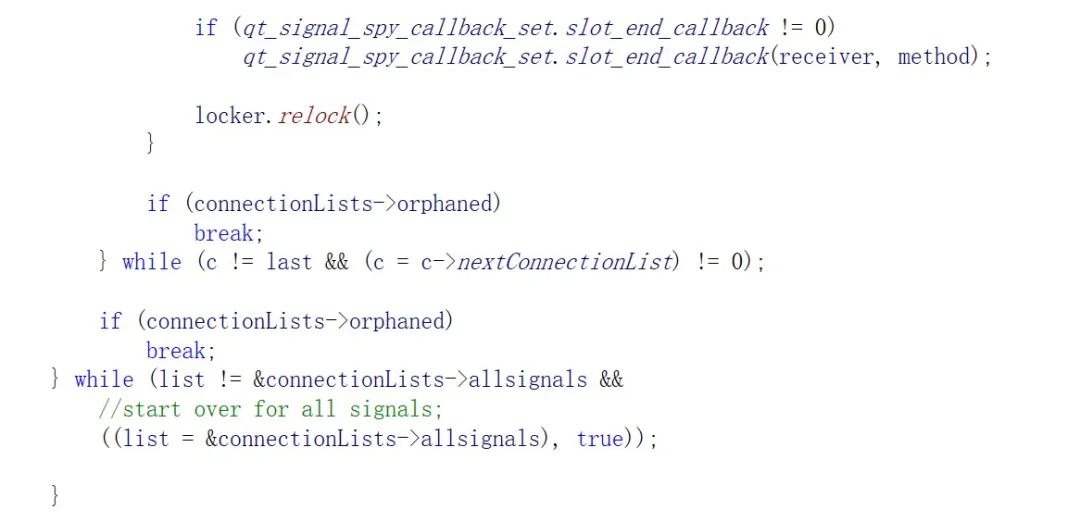 if (qt_signal_spy_callback_set.slot_end_callback != 0)
qt_signal_spy_callback_set.slot_end_callback(receiver, method);
locker.relock();
}
if (connectionLists->orphaned)
break;
} while (c != last && (c = c->nextConnectionList) != 0);
if (connectionLists->orphaned)
break;
} while (list != &connectionLists->allsignals &&
//start over for all signals;
((list = &connectionLists->allsignals), true));
}